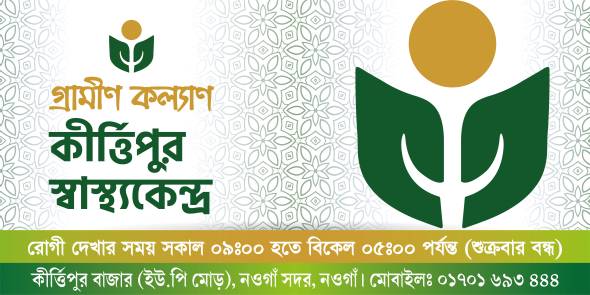 গ্রামীণ কল্যাণ
কীর্ত্তিপুর
স্বাস্থ্যকেন্দ্র
রোগী দেখার সময় সকাল ০৯ঃ০০ হতে বিকেল ০৫ঃ০০ পর্যন্ত (শুক্রবার বন্ধ)
কীর্ত্তিপুর বাজার (ইউ.পি মোড়), নওগাঁ সদর, নওগাঁ। মোবাইলঃ ০১৭০১ ৬৯৩ ৪৪৪